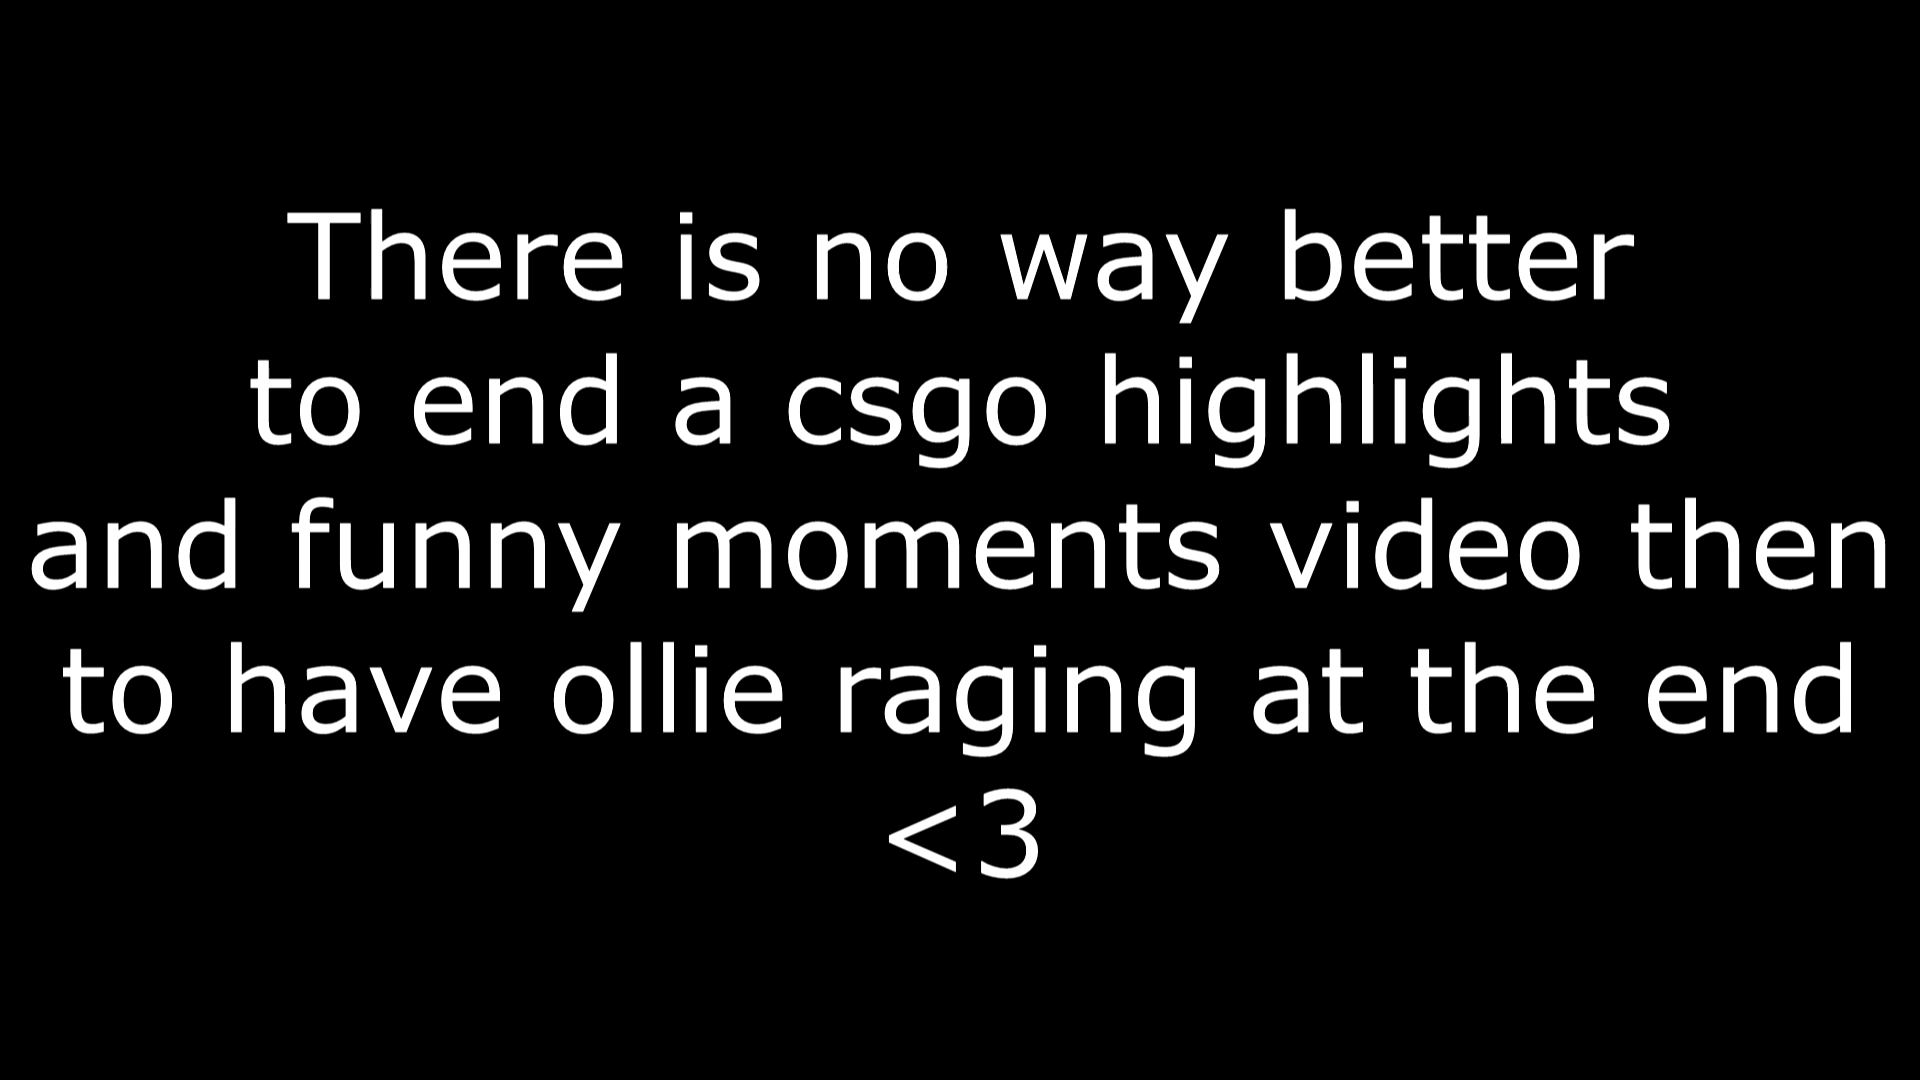 There is no way better
to end a csgo highlights
and funny moments video then
to have ollie raging at the end
<3